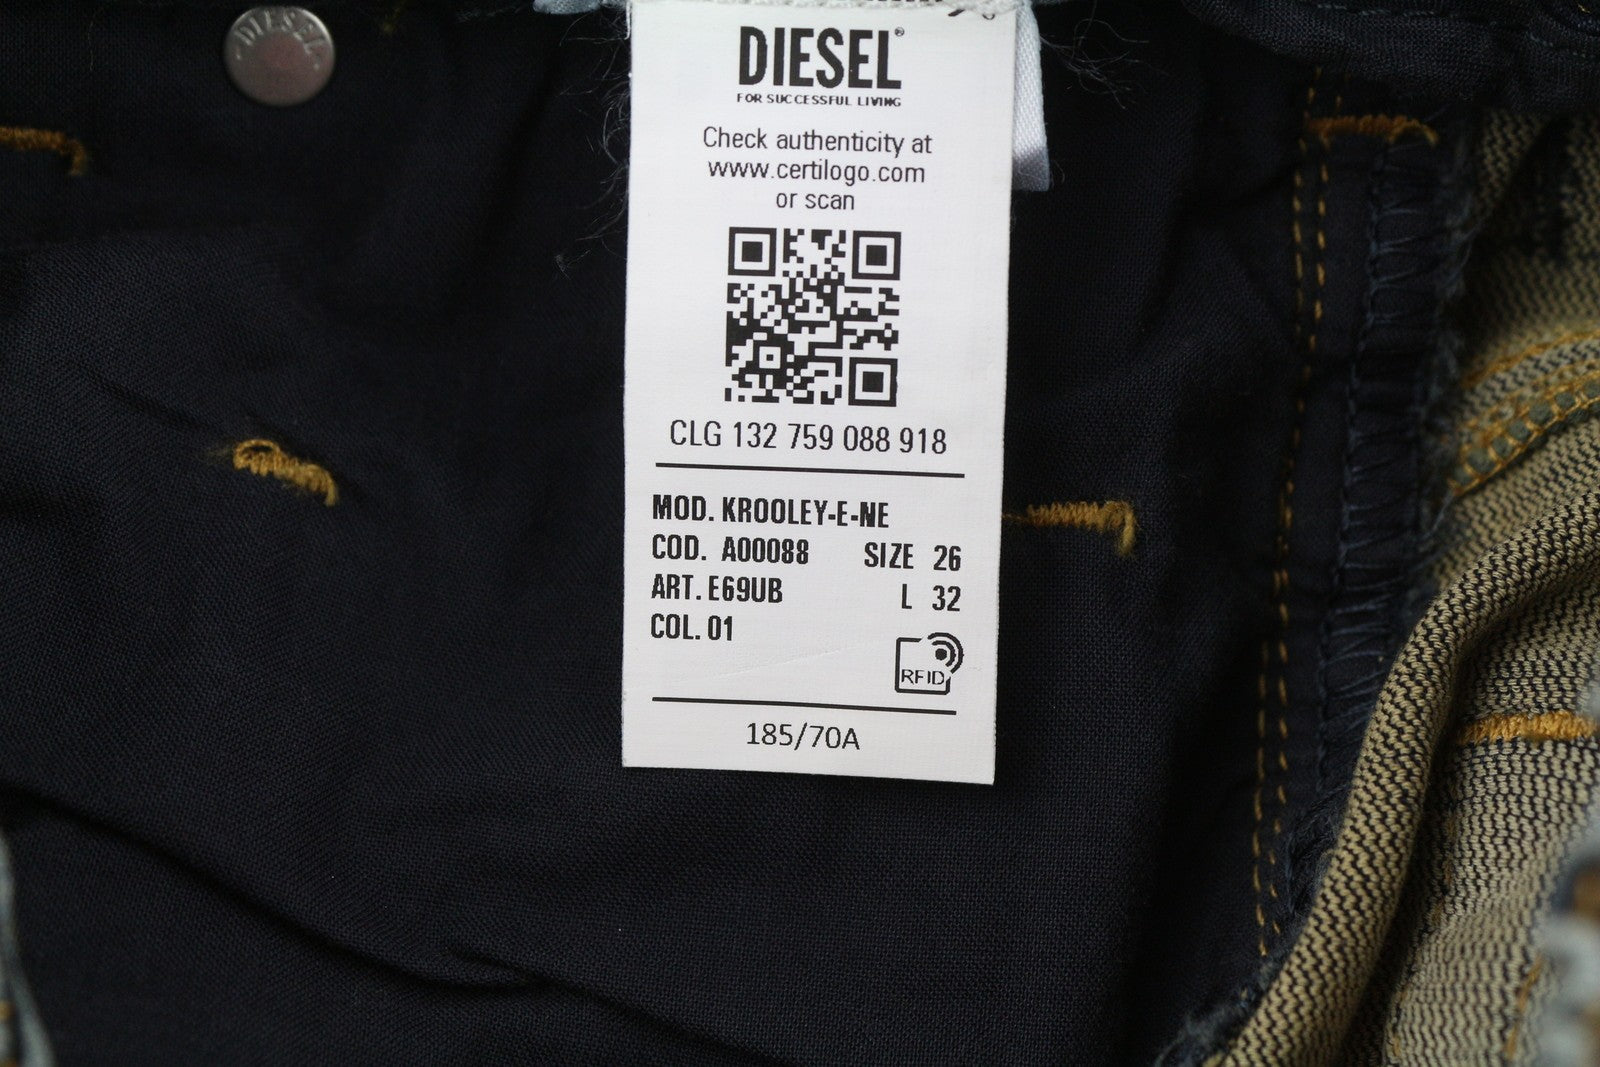 DIESEL
DIESEL®
FOR SUCCESSFUL LIVING
Check authenticity at
www.certilogo.com
or scan
CLG 132 759 088 918
MOD. KROOLEY-E-NE
COD. A00088 SIZE 26
ART. E69UB L 32
COL. 01
RFID
185/70A